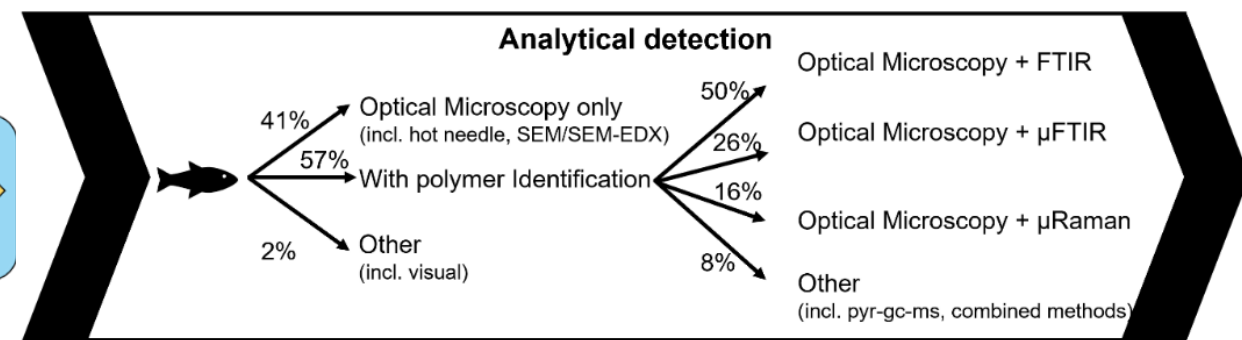 Analytical detection
41%
Optical Microscopy only
(incl. hot needle, SEM/SEM-EDX)
57%
With polymer Identification
2%
Other
(incl. visual)
50%
Optical Microscopy + FTIR
26%
Optical Microscopy + µFTIR
16%
Optical Microscopy + µRaman
8%
Other
(incl. pyr-gc-ms, combined methods)